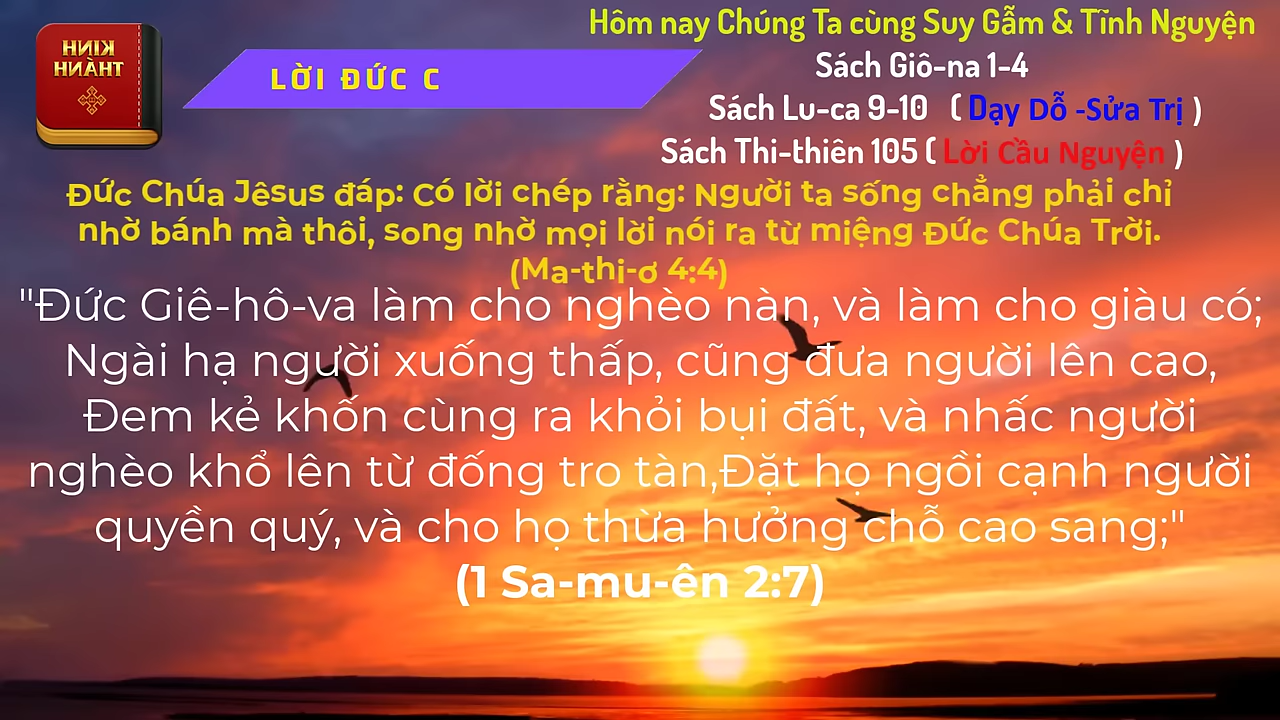 KINH
THÀNH
LỜI ĐỨC C
Hôm nay Chúng Ta cùng Suy Gẫm & Tĩnh Nguyện
Sách Giô-na 1-4
Sách Lu-ca 9-10 ( Dạy Dỗ -Sửa Trị )
Sách Thi-thiên 105 ( Lời Cầu Nguyện )
Đức Chúa Jêsus đáp: Có lời chép rằng: Người ta sống chẳng phải chỉ
nhờ bánh mà thôi, song nhờ mọi lời nói ra từ miệng Đức Chúa Trời.
(Ma-thi-ơ 4:4)
"Đức Giê-hô-va làm cho nghèo nàn, và làm cho giàu có;
Ngài hạ người xuống thấp, cũng đưa người lên cao,
Đem kẻ khốn cùng ra khỏi bụi đất, và nhấc người
nghèo khổ lên từ đống tro tàn,Đặt họ ngồi cạnh người
quyền quý, và cho họ thừa hưởng chỗ cao sang;"
(1 Sa-mu-ên 2:7)